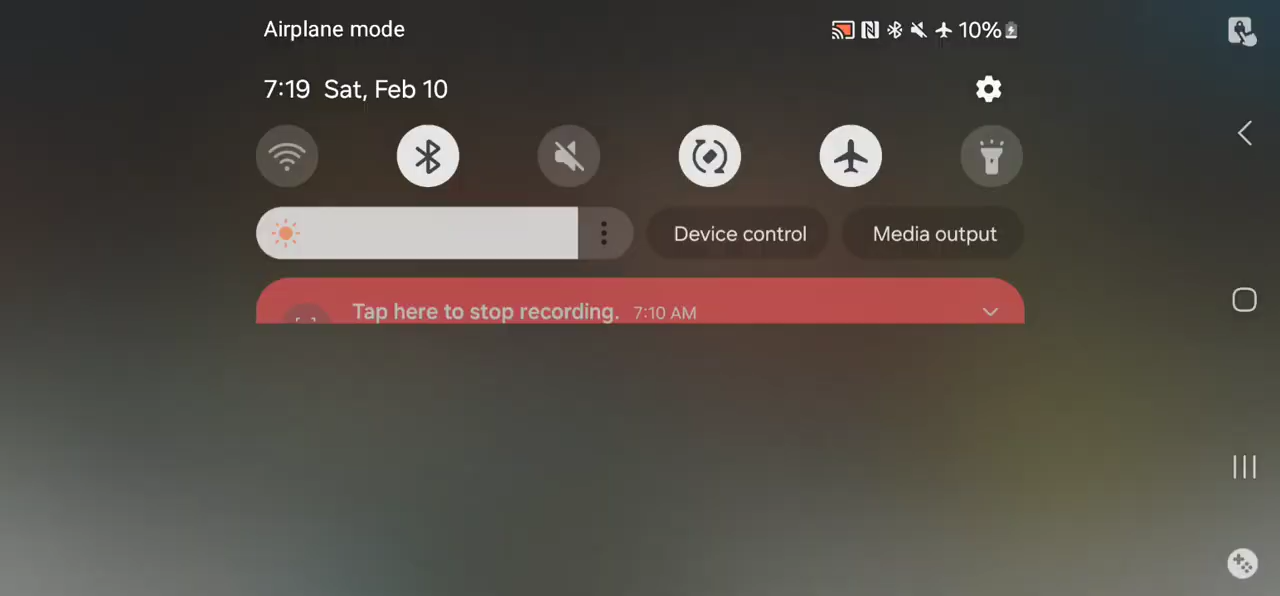 Airplane mode
10%
7:19 Sat, Feb 10
Device control
Media output
Tap here to stop recording. 7:10 AM